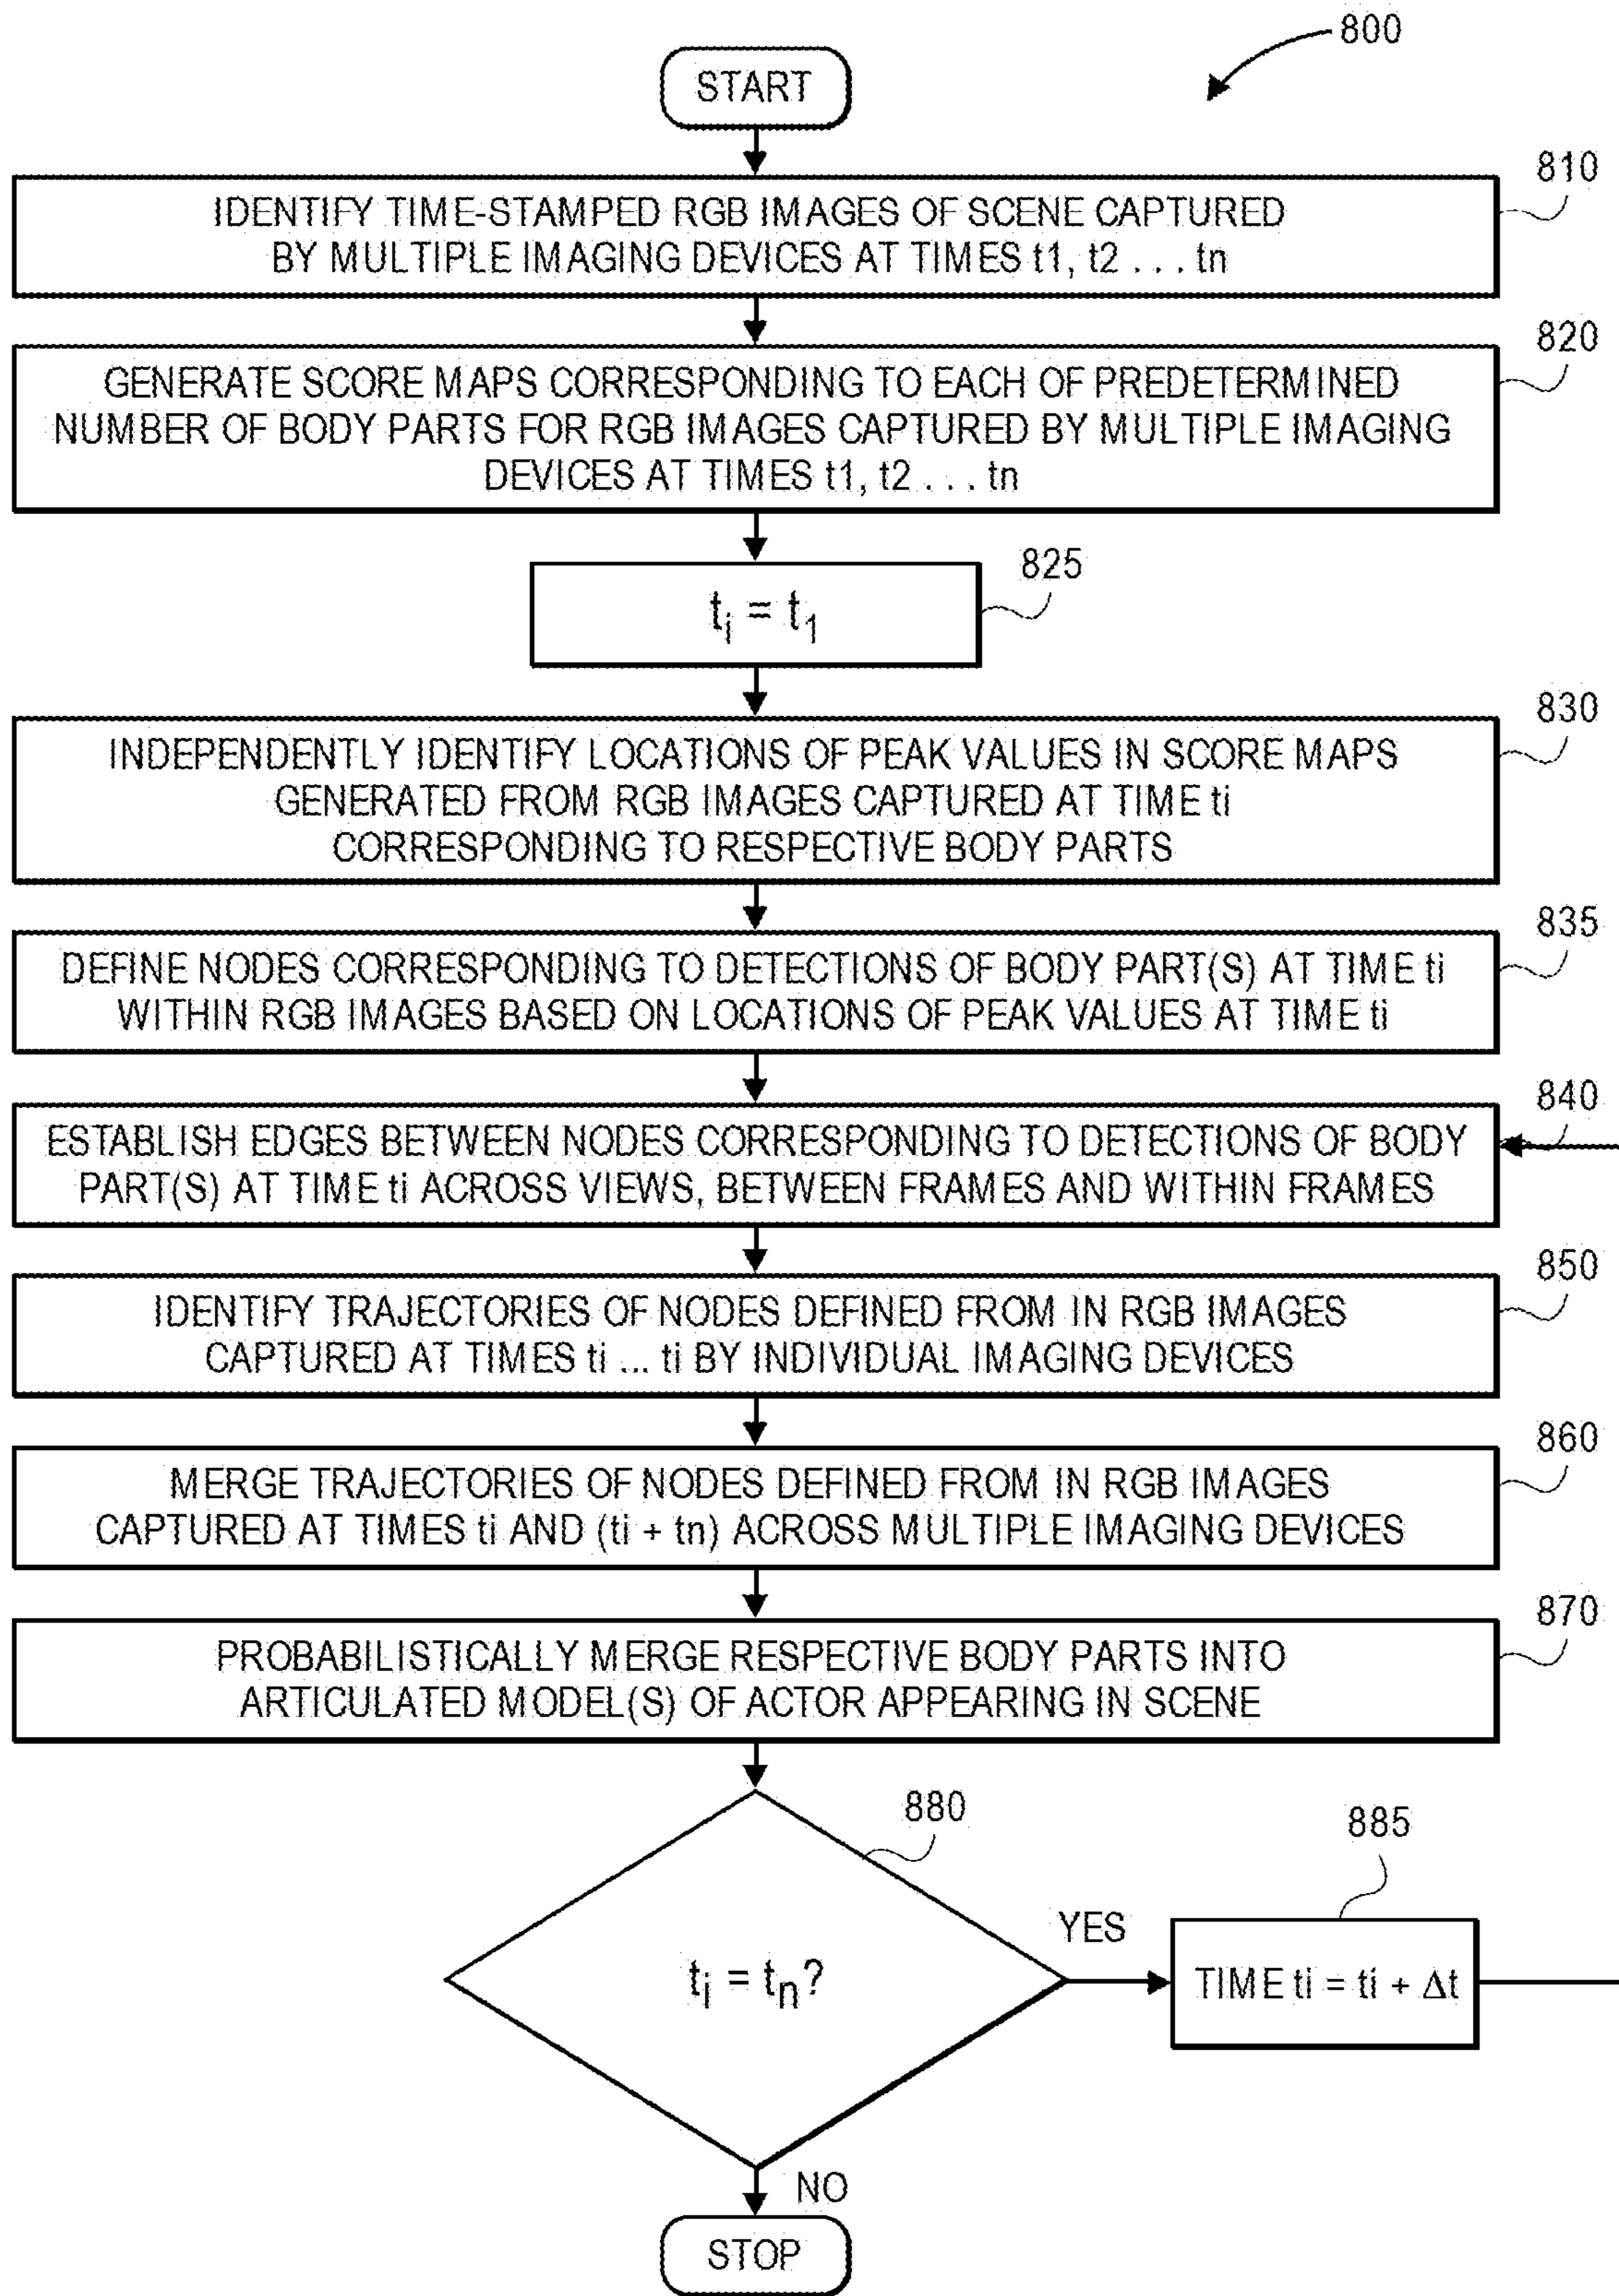 800
START
810
IDENTIFY TIME-STAMPED RGB IMAGES OF SCENE CAPTURED
BY MULTIPLE IMAGING DEVICES AT TIMES t1, t2 . . . tn
820
GENERATE SCORE MAPS CORRESPONDING TO EACH OF PREDETERMINED
NUMBER OF BODY PARTS FOR RGB IMAGES CAPTURED BY MULTIPLE IMAGING
DEVICES AT TIMES t1, t2 . . . tn
825
ti = t1
830
INDEPENDENTLY IDENTIFY LOCATIONS OF PEAK VALUES IN SCORE MAPS
GENERATED FROM RGB IMAGES CAPTURED AT TIME ti
CORRESPONDING TO RESPECTIVE BODY PARTS
835
DEFINE NODES CORRESPONDING TO DETECTIONS OF BODY PART(S) AT TIME ti
WITHIN RGB IMAGES BASED ON LOCATIONS OF PEAK VALUES AT TIME ti
840
ESTABLISH EDGES BETWEEN NODES CORRESPONDING TO DETECTIONS OF BODY
PART(S) AT TIME ti ACROSS VIEWS, BETWEEN FRAMES AND WITHIN FRAMES
850
IDENTIFY TRAJECTORIES OF NODES DEFINED FROM IN RGB IMAGES
CAPTURED AT TIMES ti ... ti BY INDIVIDUAL IMAGING DEVICES
860
MERGE TRAJECTORIES OF NODES DEFINED FROM IN RGB IMAGES
CAPTURED AT TIMES ti AND (ti + tn) ACROSS MULTIPLE IMAGING DEVICES
870
PROBABILISTICALLY MERGE RESPECTIVE BODY PARTS INTO
ARTICULATED MODEL(S) OF ACTOR APPEARING IN SCENE
880
ti = tn?
YES
885
TIME ti = ti + Δt
NO
STOP